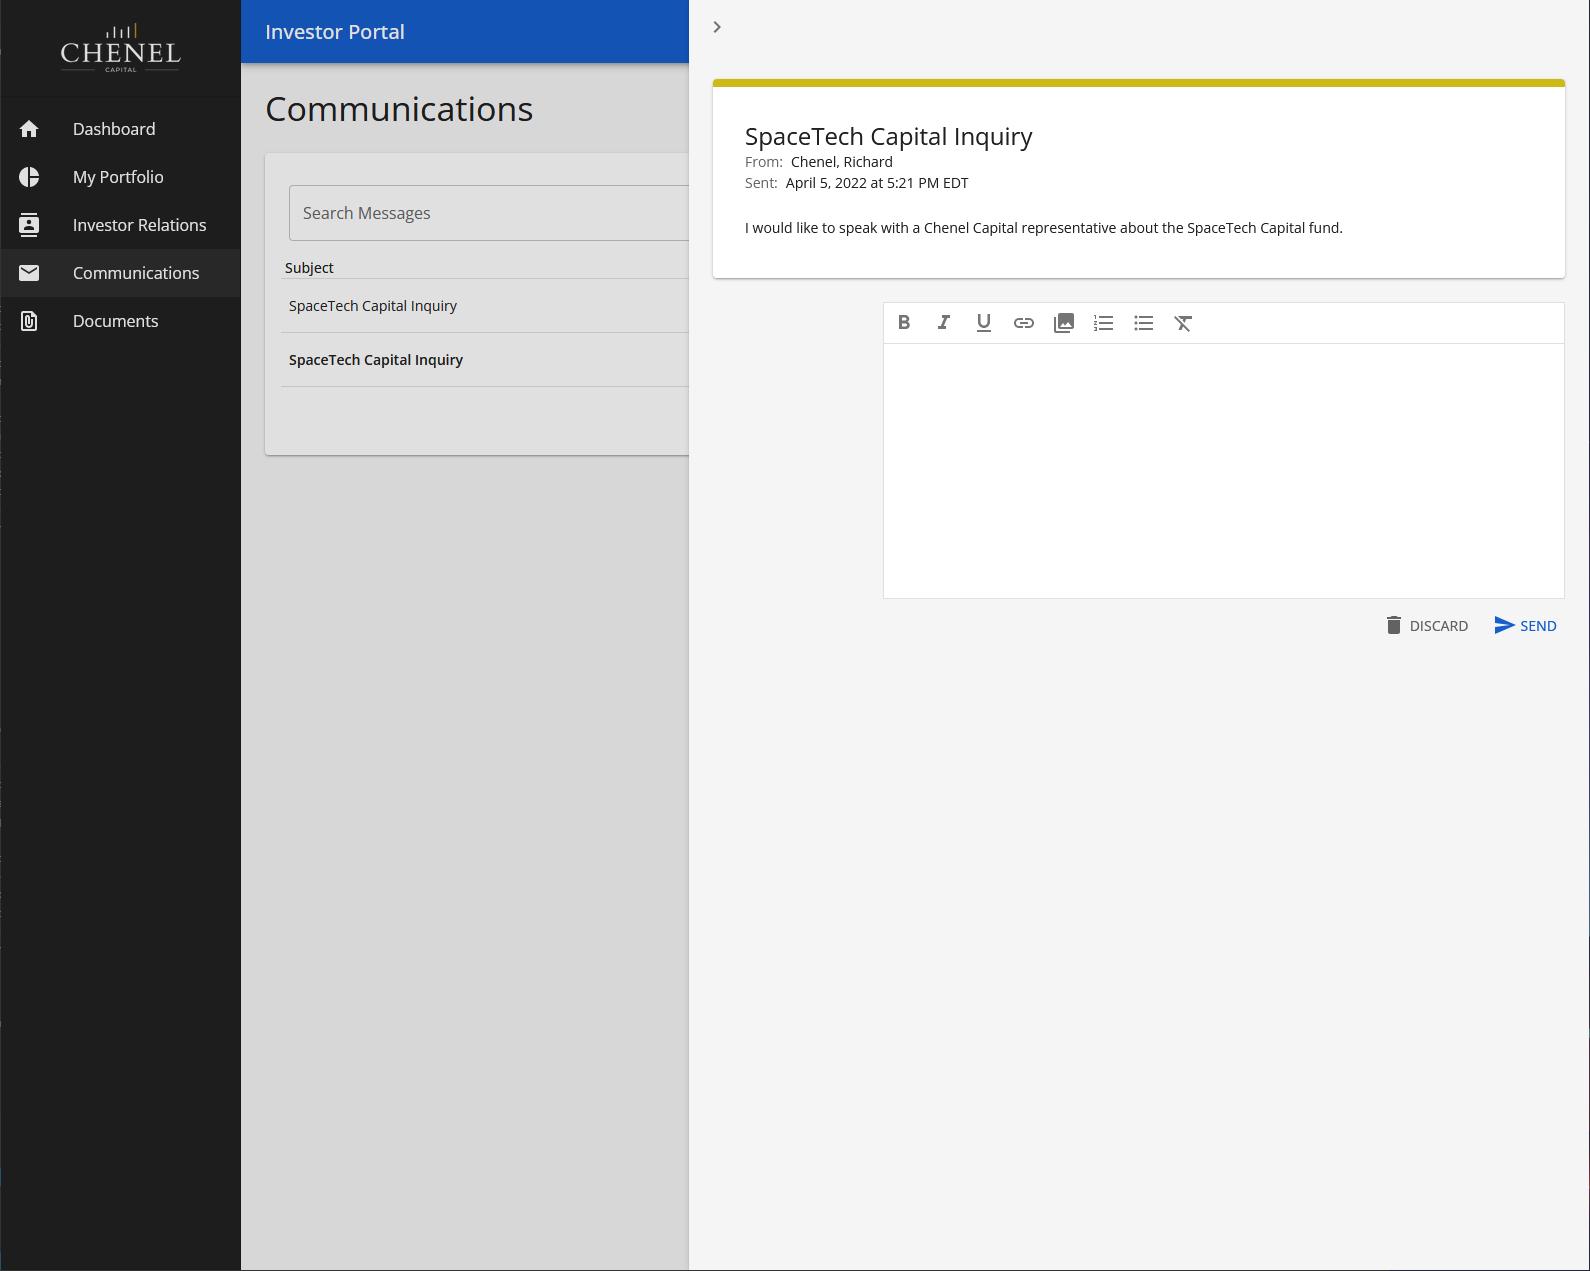 CHENEL
CAPITAL
Dashboard
My Portfolio
Investor Relations
Communications
Documents
Investor Portal
Communications
Search Messages
Subject
SpaceTech Capital Inquiry
SpaceTech Capital Inquiry
SpaceTech Capital Inquiry
From: Chenel, Richard
Sent: April 5, 2022 at 5:21 PM EDT
I would like to speak with a Chenel Capital representative about the SpaceTech Capital fund.
DISCARD SEND